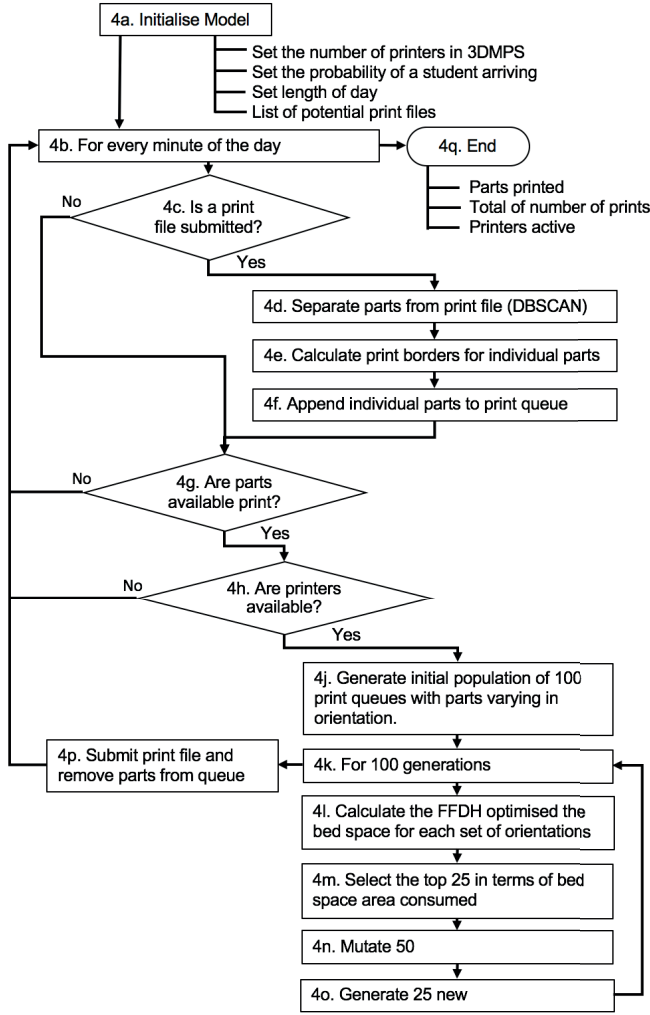 4a. Initialise Model
Set the number of printers in 3DMPS
Set the probability of a student arriving
Set length of day
List of potential print files
4b. For every minute of the day
4q. End
Parts printed
Total of number of prints
Printers active
No
4c. Is a print
file submitted?
Yes
4d. Separate parts from print file (DBSCAN)
4e. Calculate print borders for individual parts
4f. Append individual parts to print queue
No
4g. Are parts
available print?
Yes
No
4h. Are printers
available?
Yes
4j. Generate initial population of 100
print queues with parts varying in
orientation.
4p. Submit print file and
remove parts from queue
4k. For 100 generations
4l. Calculate the FFDH optimised the
bed space for each set of orientations
4m. Select the top 25 in terms of bed
space area consumed
4n. Mutate 50
4o. Generate 25 new